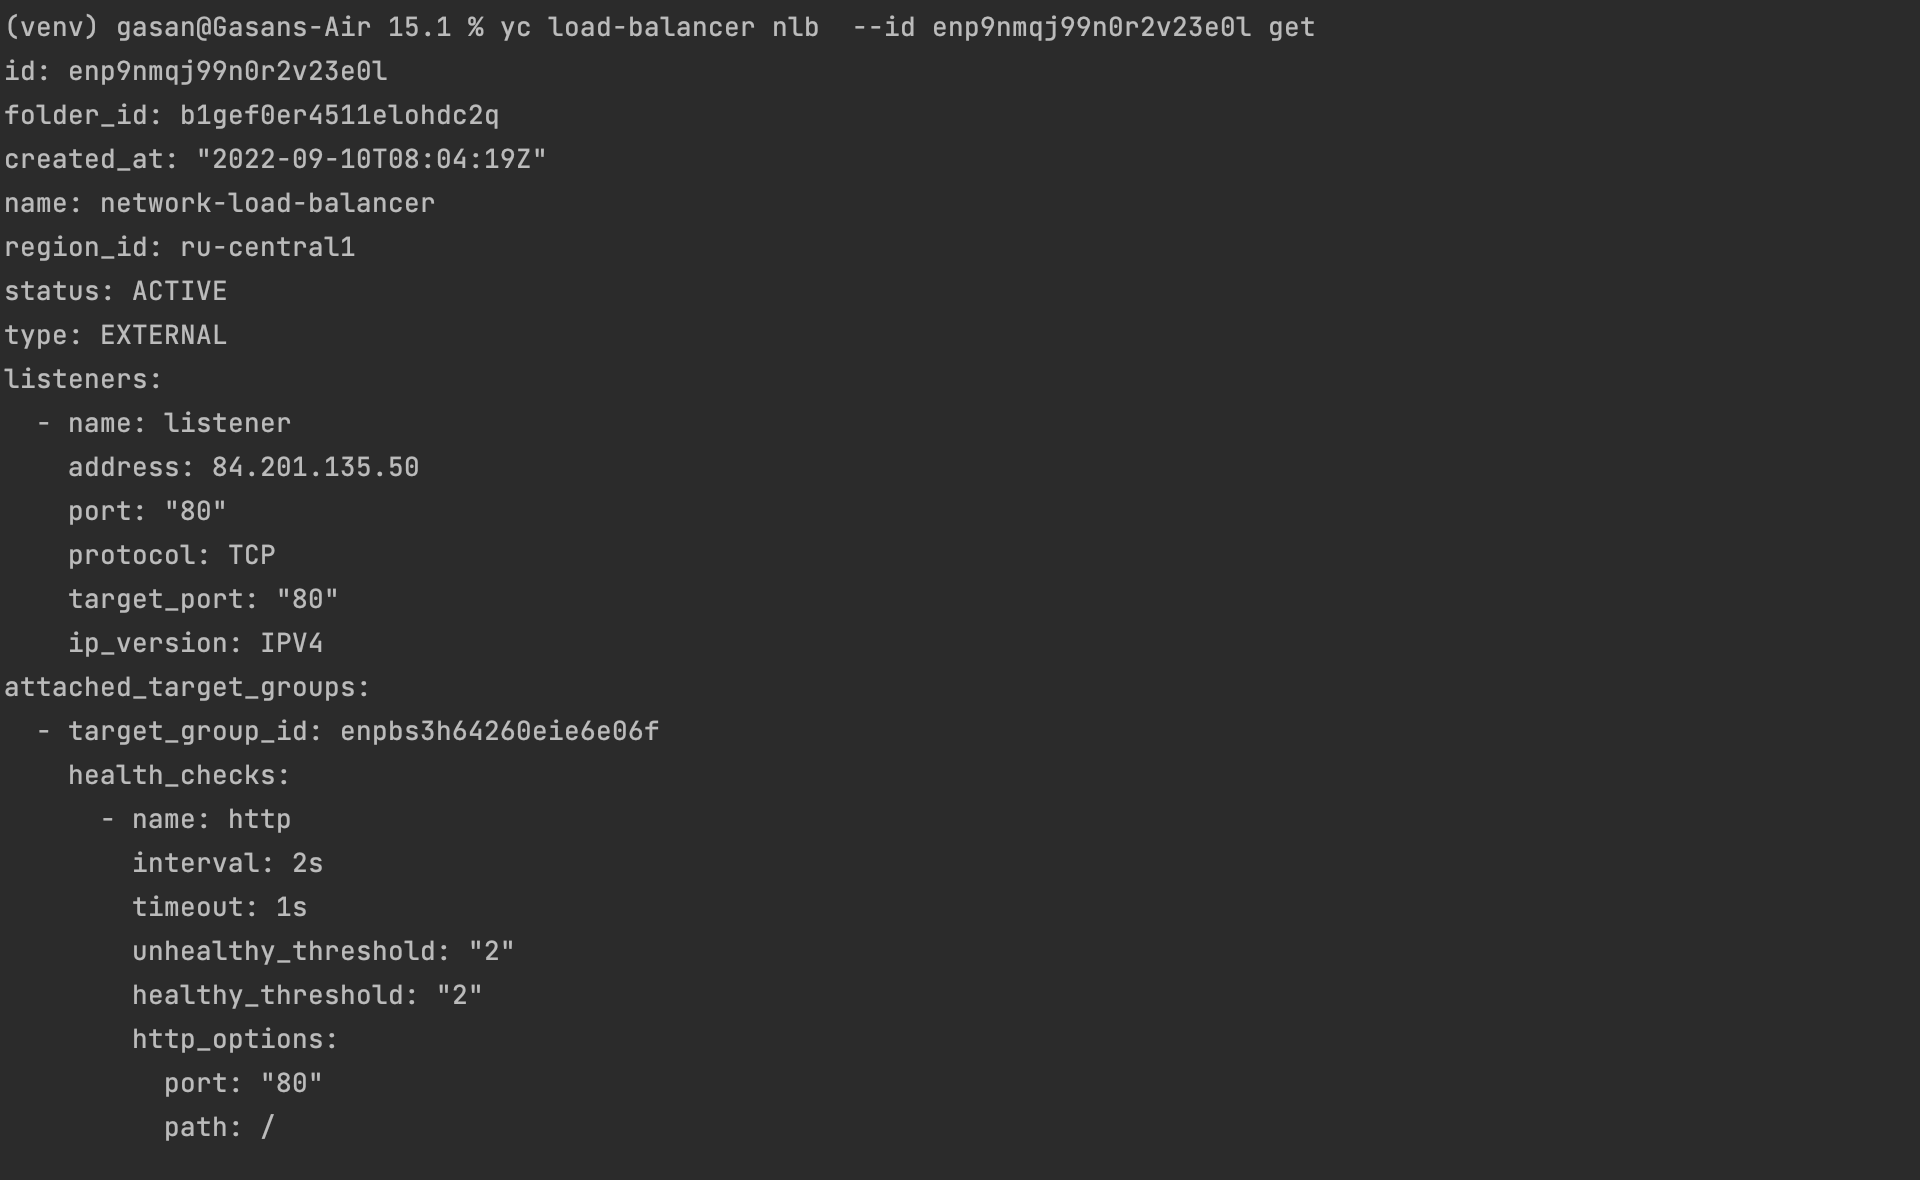 (venv) gasan@Gasans-Air 15.1 % yc load-balancer nlb  --id enp9nmqj99n0r2v23e0l get
id: enp9nmqj99n0r2v23e0l
folder_id: b1gef0er4511elohdc2q
created_at: "2022-09-10T08:04:19Z"
name: network-load-balancer
region_id: ru-central1
status: ACTIVE
type: EXTERNAL
listeners:
  - name: listener
    address: 84.201.135.50
    port: "80"
    protocol: TCP
    target_port: "80"
    ip_version: IPV4
attached_target_groups:
  - target_group_id: enpbs3h64260eie6e06f
    health_checks:
      - name: http
        interval: 2s
        timeout: 1s
        unhealthy_threshold: "2"
        healthy_threshold: "2"
        http_options:
          port: "80"
          path: /